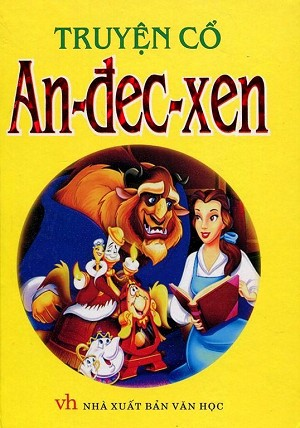 TRUYỆN CỔ
An-đec-xen
vh NHÀ XUẤT BẢN VĂN HỌC